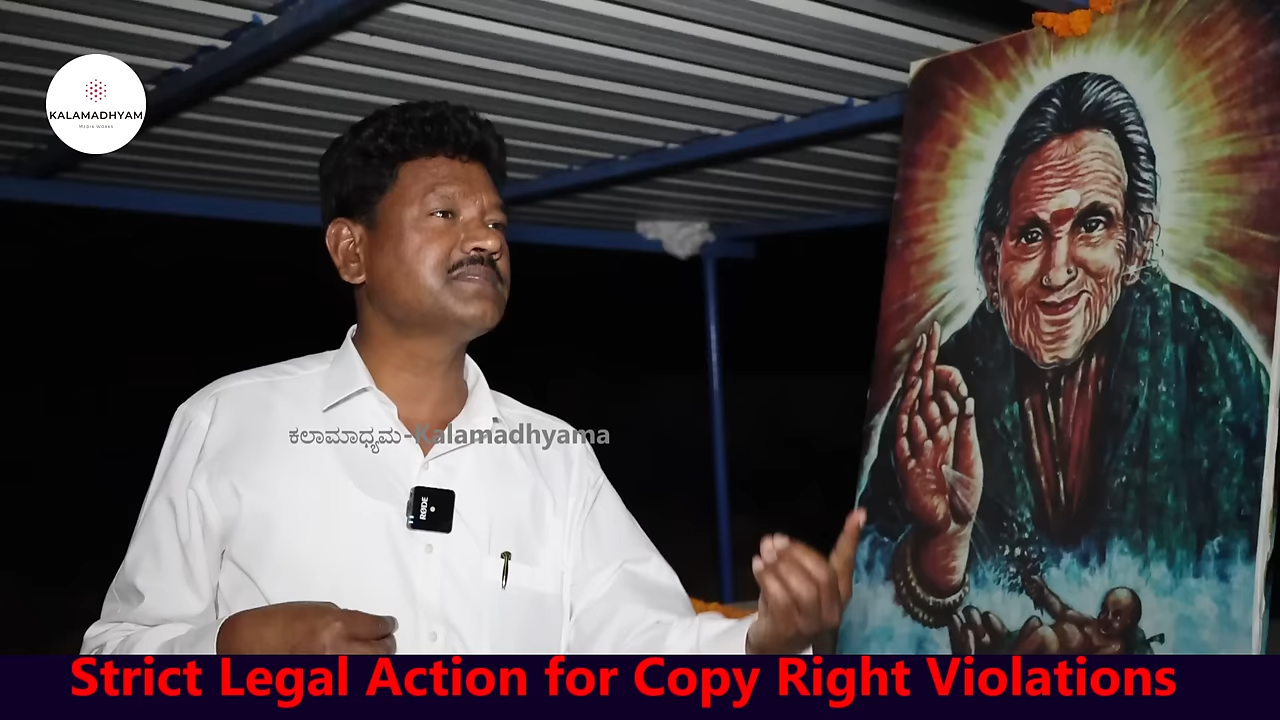 KALAMADHYAM
MEDIA WORKS
ಕಲಾಮಾಧ್ಯಮ-Kalamadhyama
RØDE
Strict Legal Action for Copy Right Violations